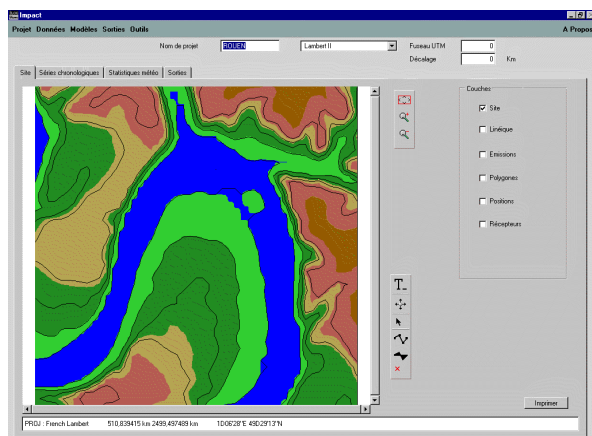 Impact
Projet Données Modèles Sorties Outils A Propos
Nom de projet ROUEN Lambert II Fuseau UTM 0
Décalage 0 Km
Site Séries chronologiques Statistiques météo Sorties
Couches
Site
Linéique
Emissions
Polygones
Positions
Récepteurs
T
Imprimer
PROJ : French Lambert 510,839415 km 2499,497489 km 1D06'28"E 49D29'13"N